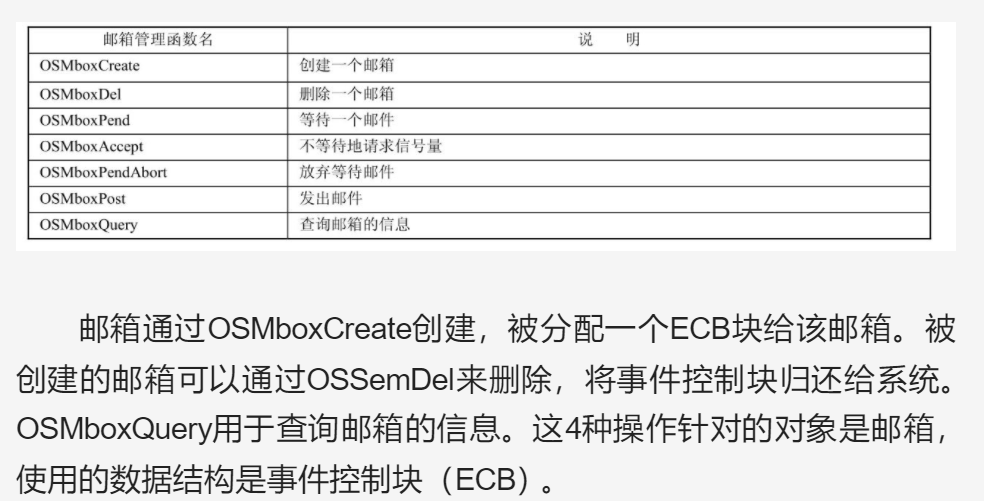 邮箱管理函数名 说 明
OSMboxCreate 创建一个邮箱
OSMboxDel 删除一个邮箱
OSMboxPend 等待一个邮件
OSMboxAccept 不等待地请求信号量
OSMboxPendAbort 放弃等待邮件
OSMboxPost 发出邮件
OSMboxQuery 查询邮箱的信息
邮箱通过OSMboxCreate创建，被分配一个ECB块给该邮箱。被
创建的邮箱可以通过OSSemDel来删除，将事件控制块归还给系统。
OSMboxQuery用于查询邮箱的信息。这4种操作针对的对象是邮箱，
使用的数据结构是事件控制块（ECB）。